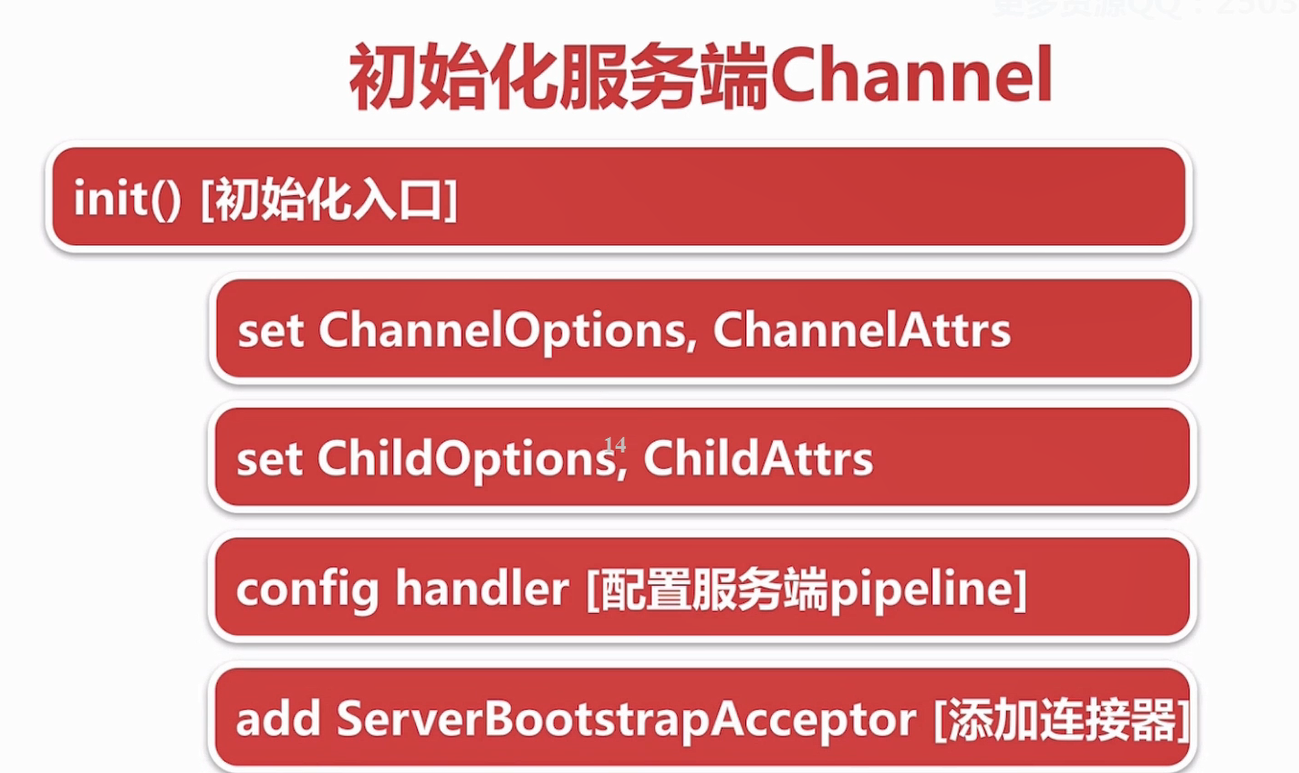 更多资源QQ：2503
初始化服务端Channel
init() [初始化入口]
set ChannelOptions, ChannelAttrs
set ChildOptions, ChildAttrs
14
config handler [配置服务端pipeline]
add ServerBootstrapAcceptor [添加连接器]